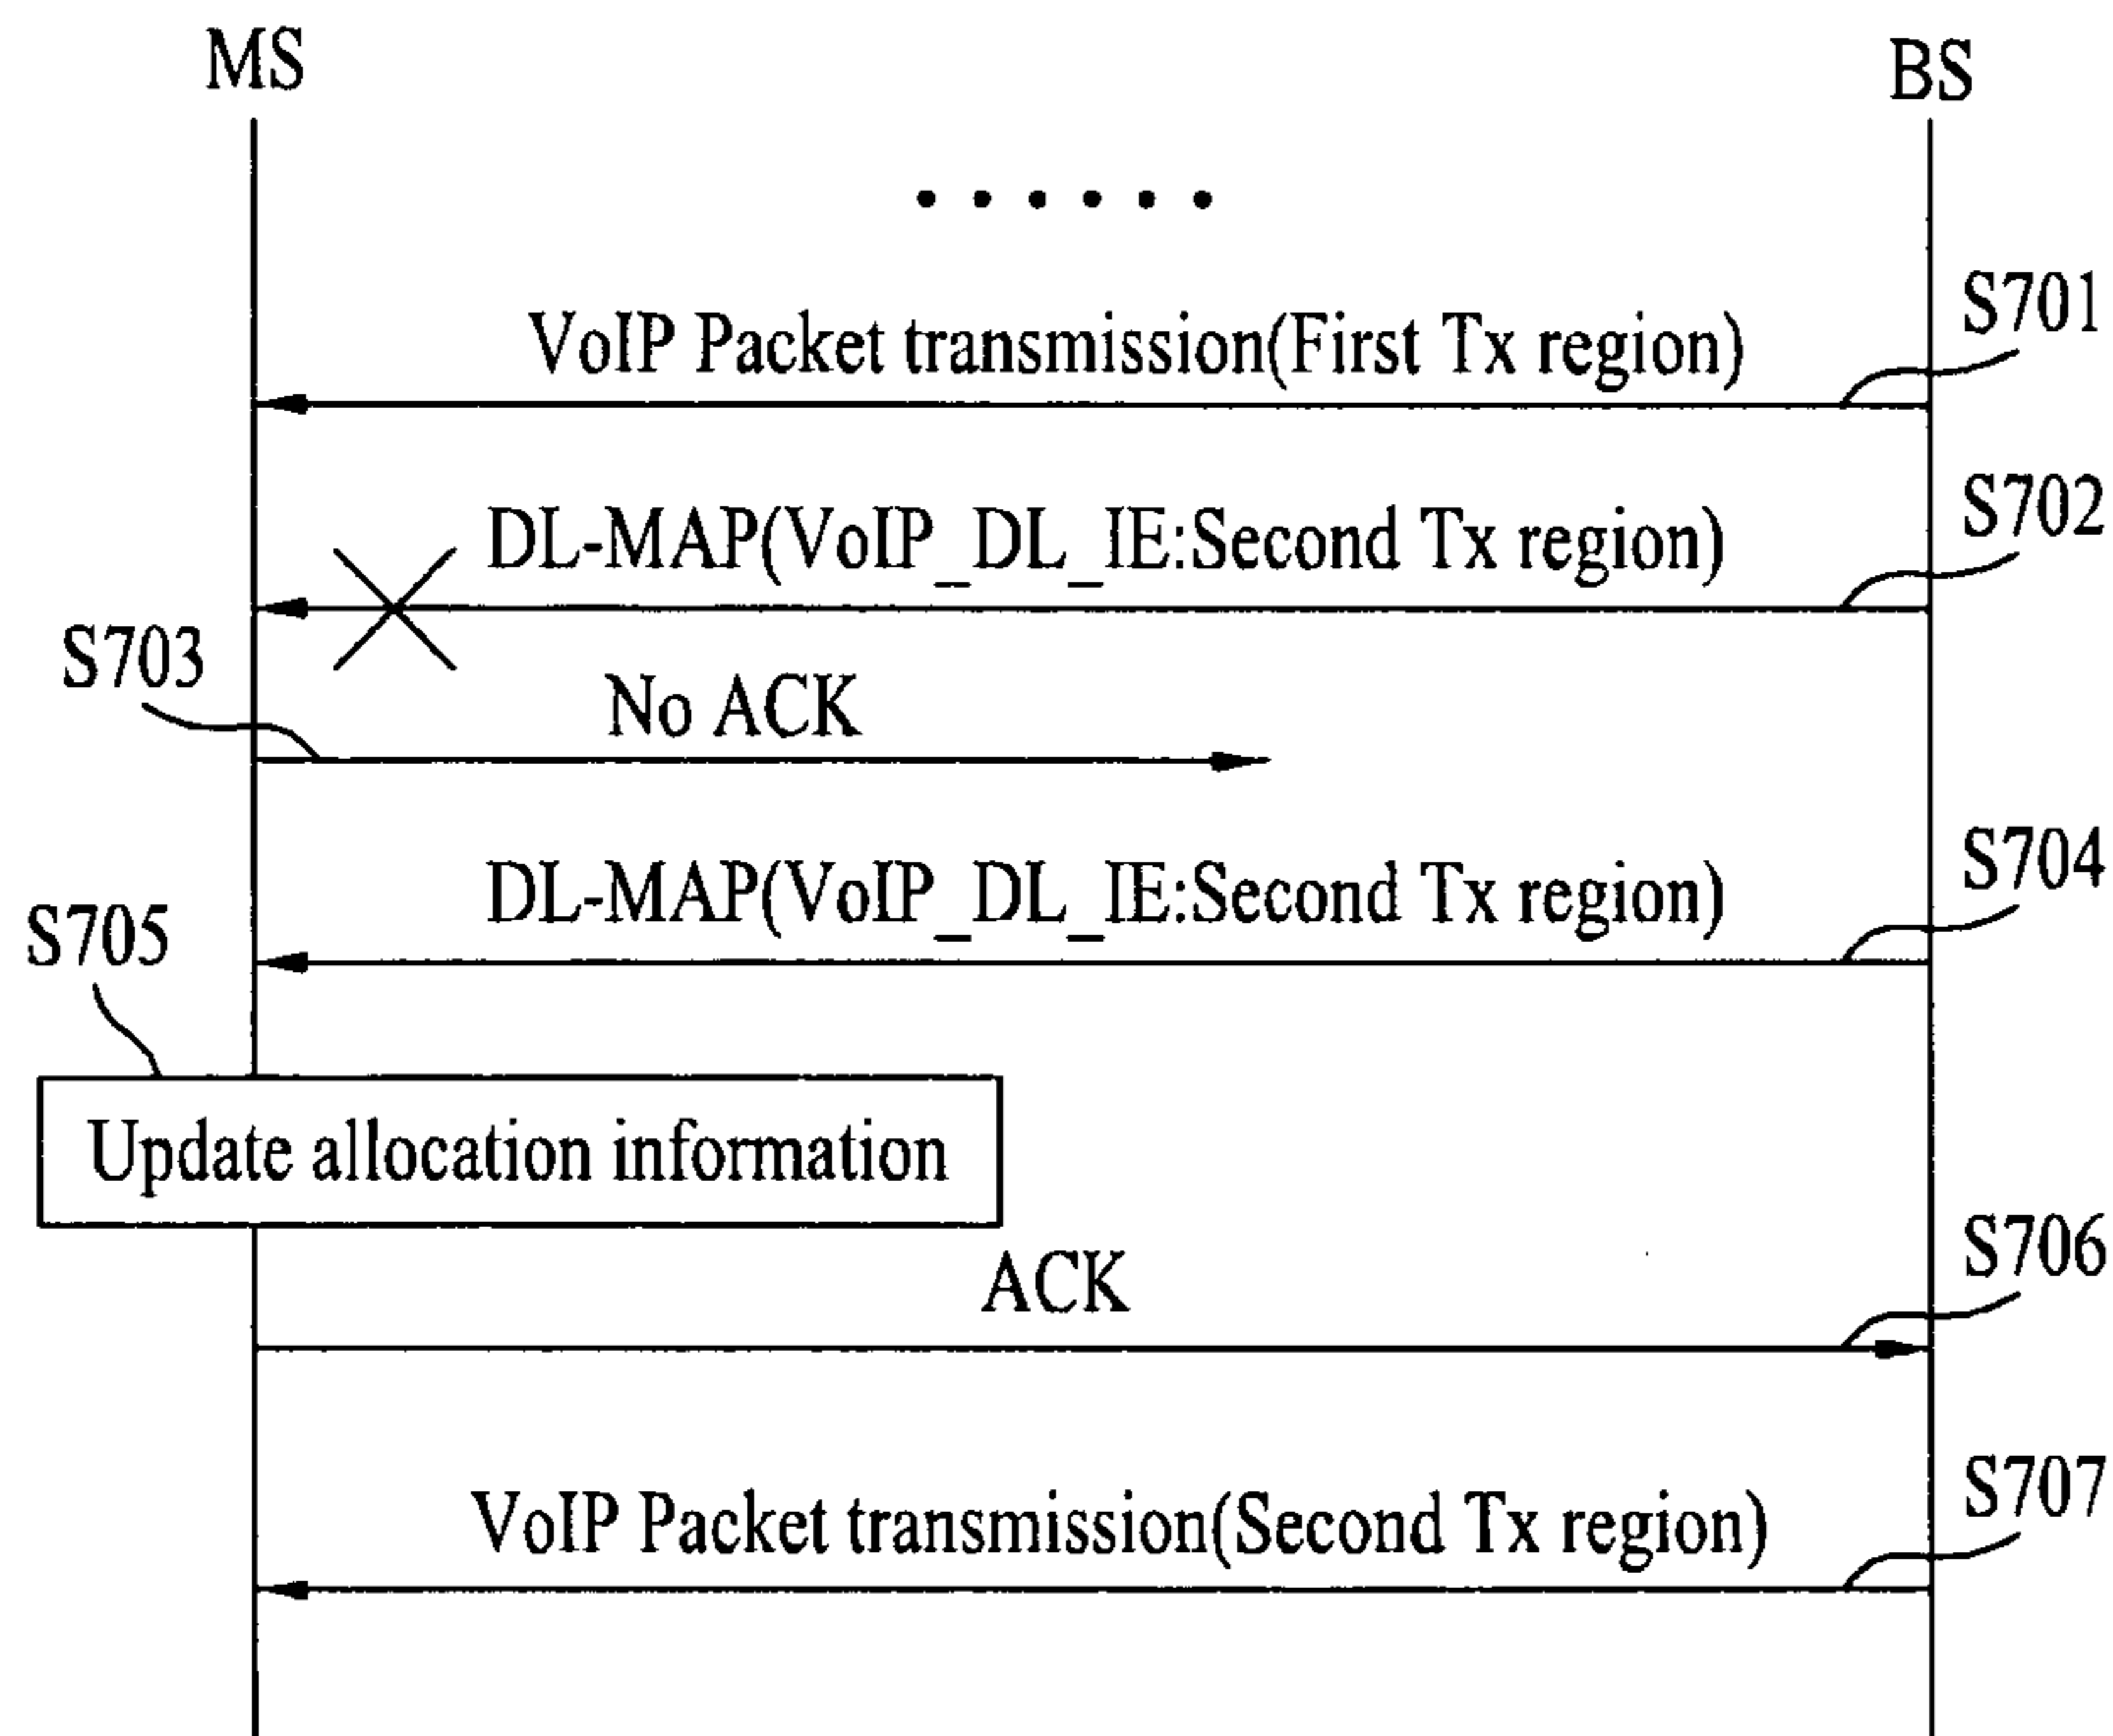 MS
BS
S701
VoIP Packet transmission(First Tx region)
S702
DL-MAP(VoIP_DL_IE:Second Tx region)
S703
No ACK
S704
DL-MAP(VoIP_DL_IE:Second Tx region)
S705
Update allocation information
S706
ACK
S707
VoIP Packet transmission(Second Tx region)